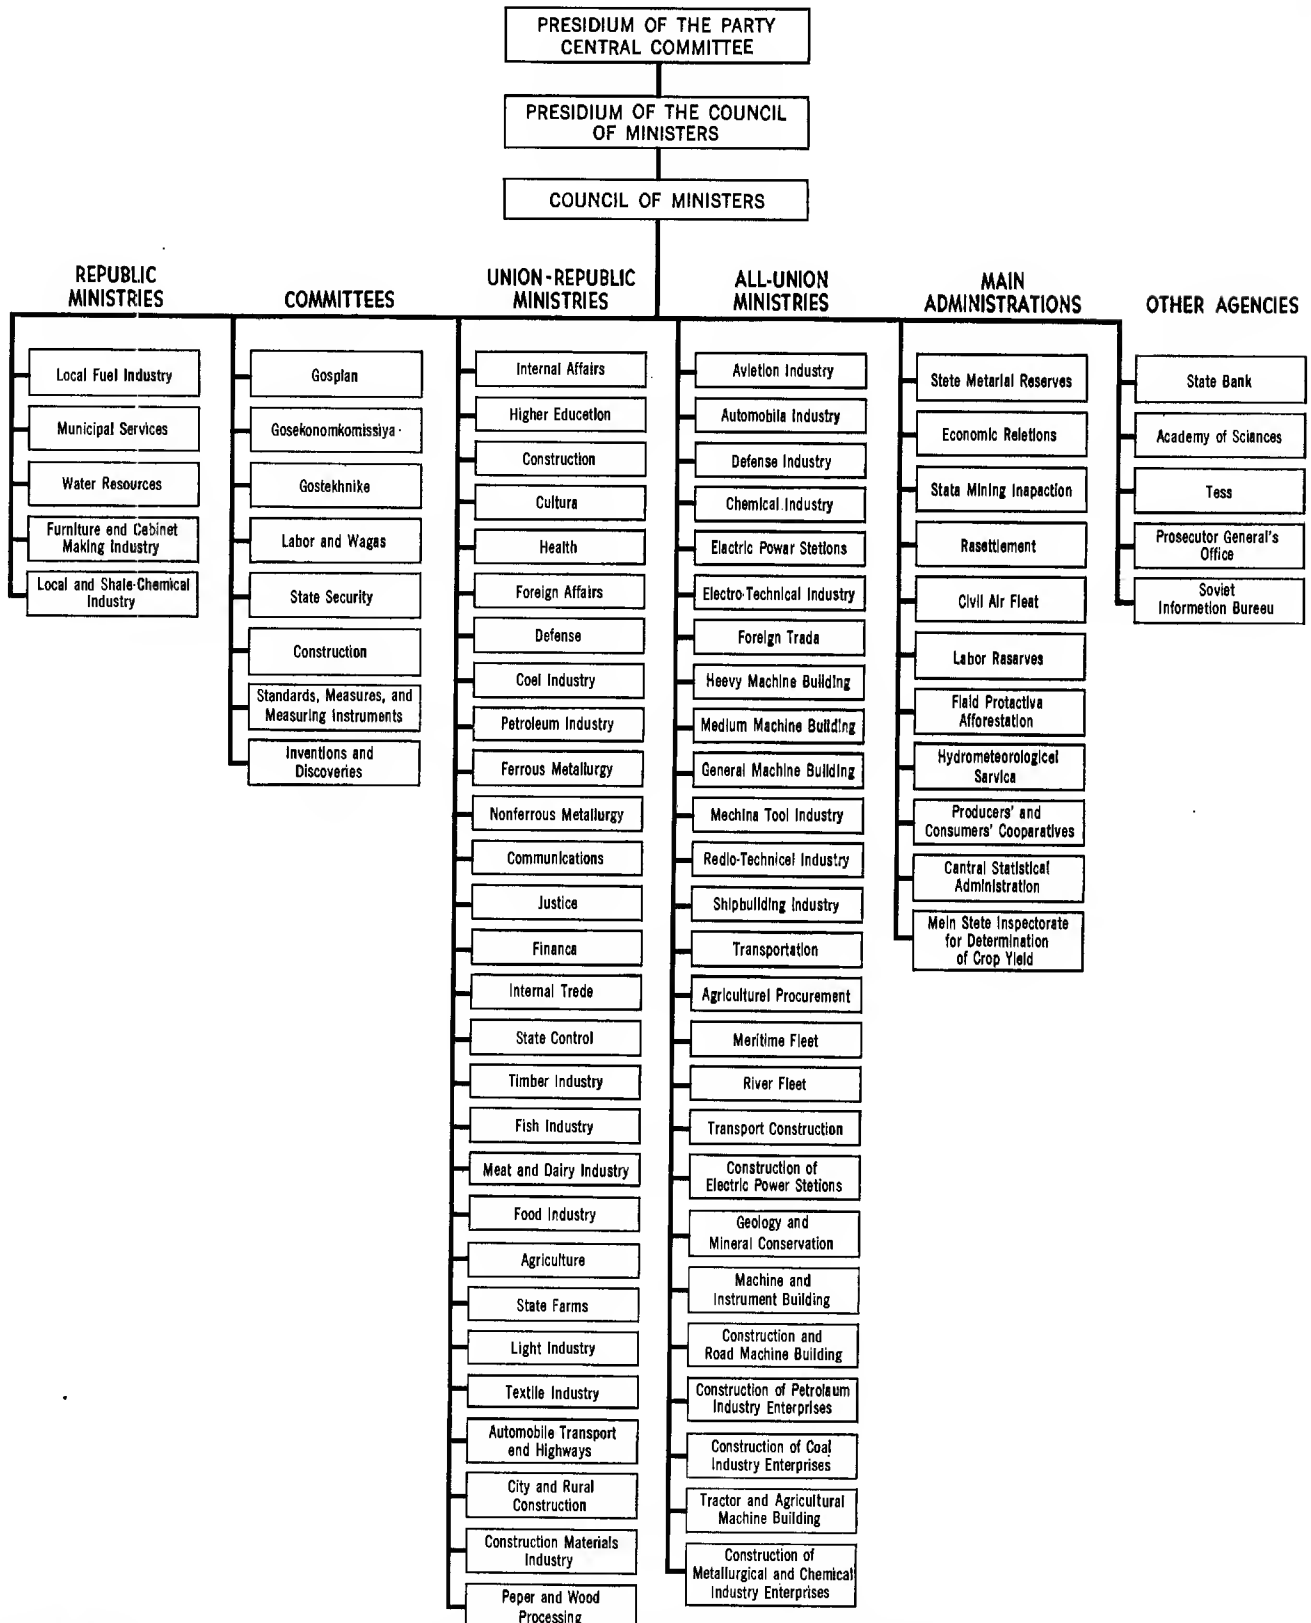 PRESIDIUM OF THE PARTY
CENTRAL COMMITTEE
PRESIDIUM OF THE COUNCIL
OF MINISTERS
COUNCIL OF MINISTERS
REPUBLIC
MINISTRIES
Local Fuel Industry
Municipal Services
Water Resources
Furniture end Cebinet
Making Industry
Local and Shale-Chemical
Industry
COMMITTEES
Gosplan
Gosekonomkomissiya
Gostekhnike
Labor and Wagas
State Security
Construction
Standards, Measures, and
Measuring Instruments
Inventions and
Discoveries
UNION-REPUBLIC
MINISTRIES
Internal Affairs
Higher Educetion
Construction
Cultura
Health
Foreign Affairs
Defense
Coel Industry
Petroleum Industry
Ferrous Metallurgy
Nonferrous Metallurgy
Communications
Justice
Financa
Internal Trede
State Control
Timber Industry
Fish Industry
Meat and Dairy Industry
Food Industry
Agriculture
State Farms
Light Industry
Textile Industry
Automobile Transport
end Highways
City and Rural
Construction
Construction Materials
Industry
Peper and Wood
Processing
ALL-UNION
MINISTRIES
Avietion Industry
Automobila Industry
Defense Industry
Chemical Industry
Elactric Power Stetions
Electro-Technical Industry
Foreign Trada
Heevy Machine Building
Medium Machine Building
General Machine Building
Mechina Tool Industry
Redio-Technicel Industry
Shipbuilding Industry
Transportation
Agriculturel Procurement
Meritime Fleet
River Fleet
Transport Construction
Construction of
Electric Power Stetions
Geology and
Mineral Conservation
Machine and
Instrument Building
Construction and
Road Machine Building
Construction of Petrolaum
Industry Enterprises
Construction of Coal
Industry Enterprises
Tractor and Agricultural
Machine Building
Construction of
Metallurgical and Chemical
Industry Enterprises
MAIN
ADMINISTRATIONS
Stete Metarial Reserves
Economic Reletions
Stata Mining Inapaction
Rasattlement
Civil Air Flaat
Labor Rasarves
Fiald Protactiva
Afforestation
Hydrometeorological
Sarvica
Producers' and
Consumers' Cooparatives
Cantral Statistical
Administration
Mein Stete Inspectorate
for Determination
of Crop Yield
OTHER AGENCIES
State Bank
Academy of Sciances
Tess
Prosecutor General's
Office
Soviet
Informetion Bureeu